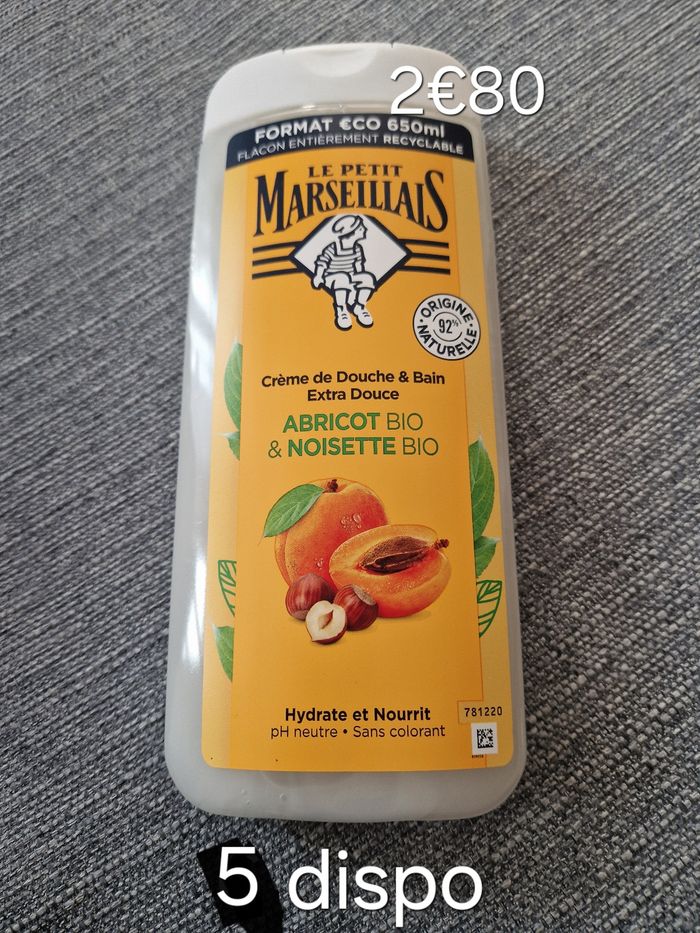 2€80
FORMAT €CO 650ml
FLACON ENTIÈREMENT RECYCLABLE
LE PETIT
MARSEILLAIS
ORIGINE
92%
NATURELLE
Crème de Douche & Bain
Extra Douce
ABRICOT BIO
& NOISETTE BIO
Hydrate et Nourrit
pH neutre • Sans colorant
781220
5 dispo